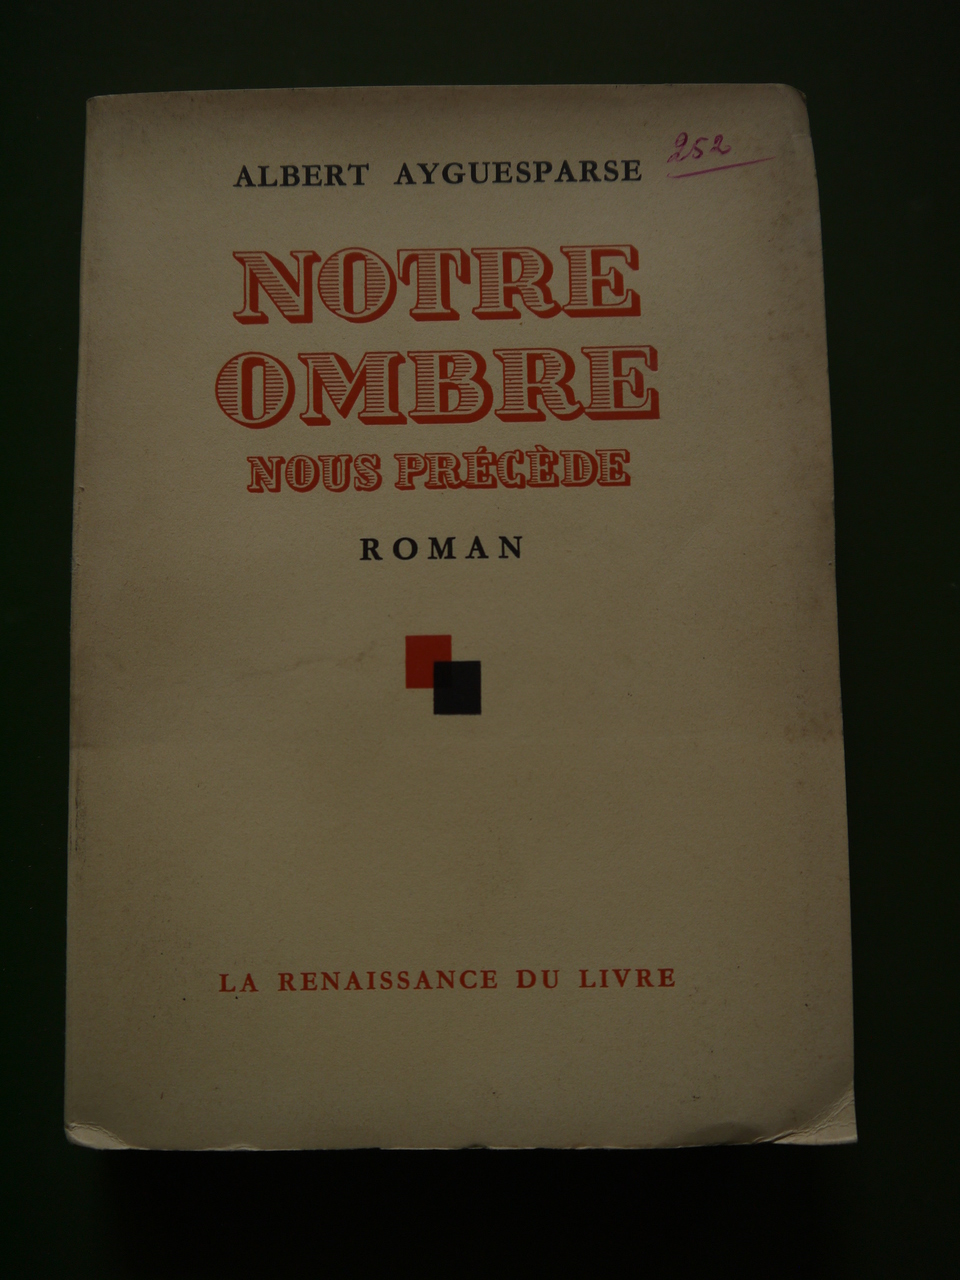 252
ALBERT AYGUESPARSE
NOTRE
OMBRE
NOUS PRÉCÈDE
ROMAN
LA RENAISSANCE DU LIVRE